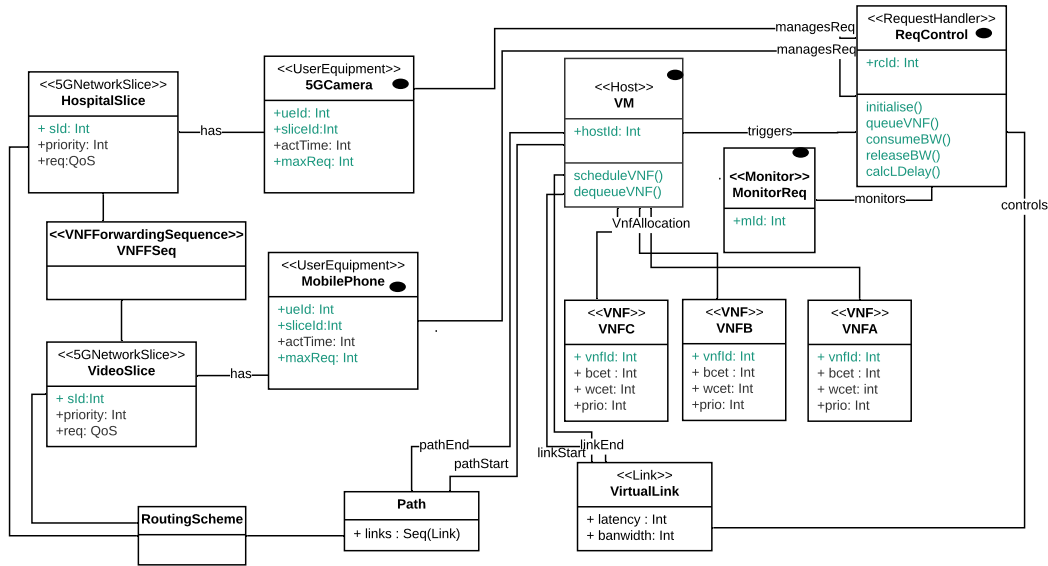 <<5GNetworkSlice>>
HospitalSlice
+ sId: Int
+priority: Int
+req:QoS
has
<<UserEquipment>>
5GCamera
+ueId: Int
+sliceId:Int
+actTime: Int
+maxReq: Int
managesReq
managesReq
<<RequestHandler>>
ReqControl
+rcId: Int
initialise()
queueVNF()
consumeBW()
releaseBW()
calcLDelay()
<<Host>>
VM
+hostId: Int
scheduleVNF()
dequeueVNF()
triggers
<<Monitor>>
MonitorReq
+mId: Int
monitors
controls
<<VNFForwardingSequence>>
VNFFSeq
VnfAllocation
<<UserEquipment>>
MobilePhone
+ueId: Int
+sliceId:Int
+actTime: Int
+maxReq: Int
<<5GNetworkSlice>>
VideoSlice
+ sId:Int
+priority: Int
+req: QoS
has
<<VNF>>
VNFC
+ vnfId: Int
+ bcet : Int
+ wcet: Int
+prio: Int
<<VNF>>
VNFB
+ vnfId: Int
+ bcet : Int
+ wcet: Int
+prio: Int
<<VNF>>
VNFA
+ vnfId: Int
+ bcet : Int
+ wcet: int
+prio: Int
pathEnd
pathStart
linkEnd
linkStart
<<Link>>
VirtualLink
+ latency : Int
+ banwidth: Int
Path
+ links : Seq(Link)
RoutingScheme